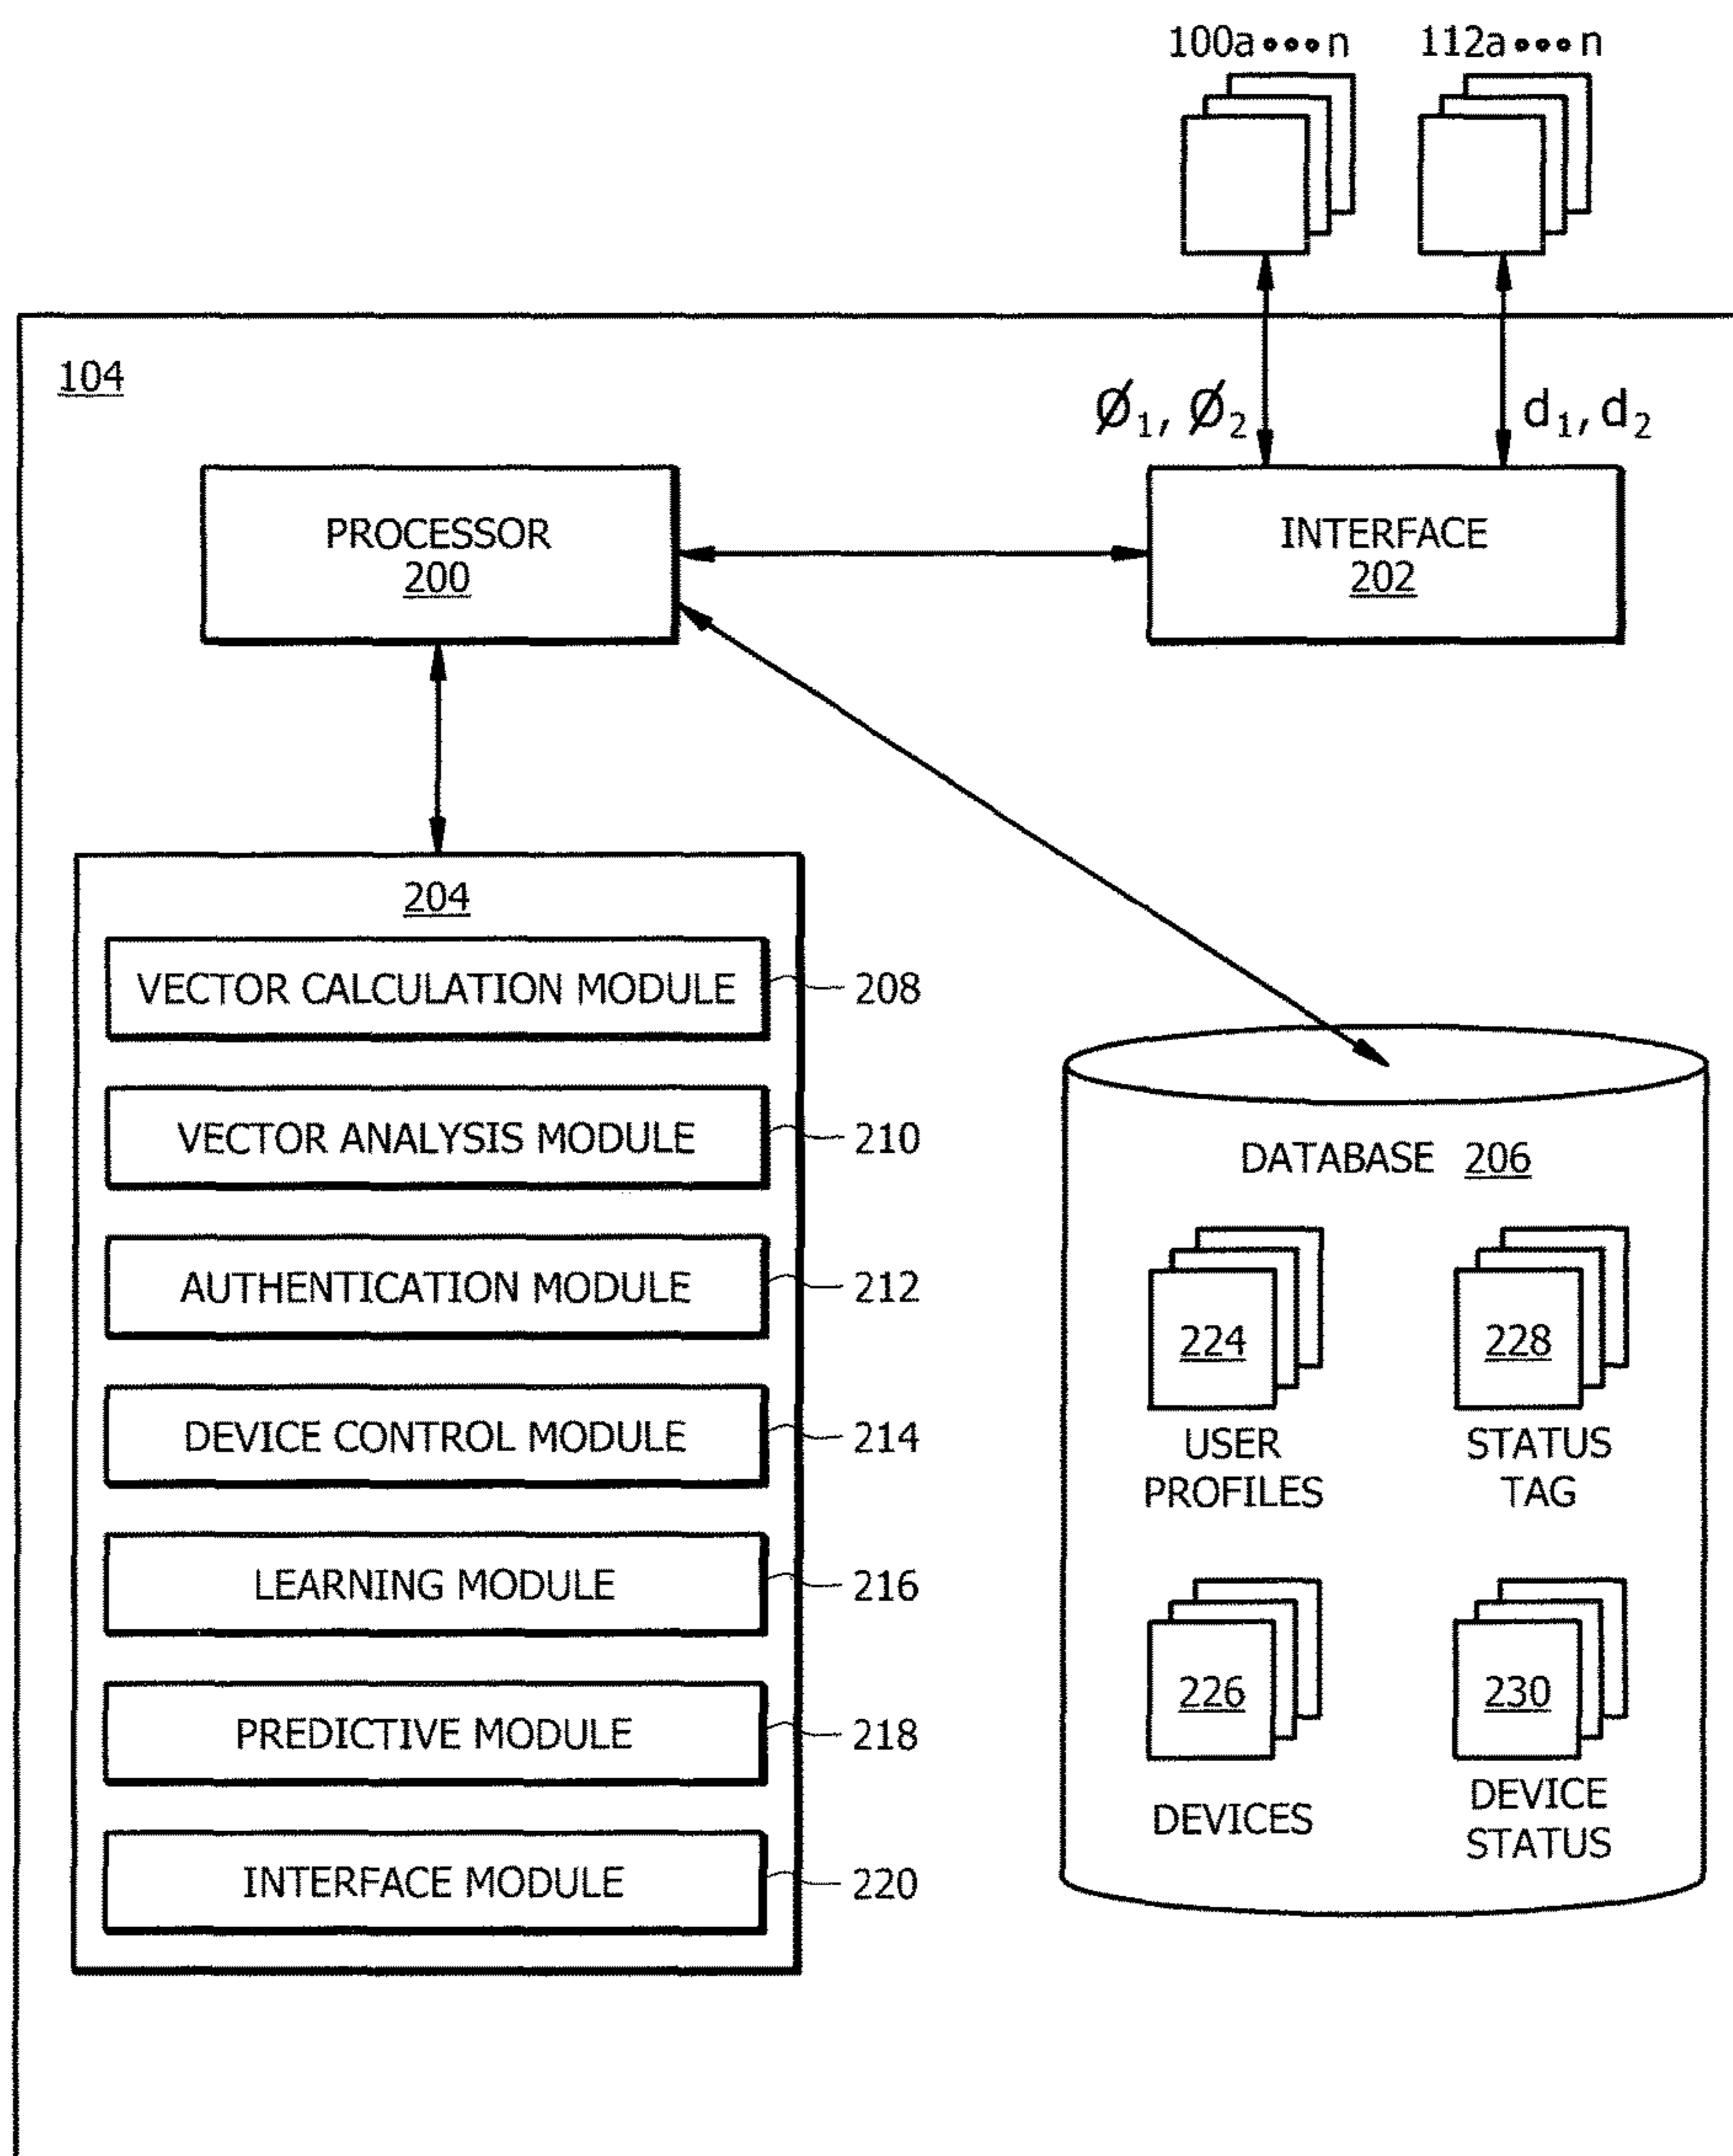 100a•••n 112a•••n
104
Ø₁, Ø₂ d₁, d₂
PROCESSOR
200
INTERFACE
202
204
VECTOR CALCULATION MODULE 208
VECTOR ANALYSIS MODULE 210
AUTHENTICATION MODULE 212
DEVICE CONTROL MODULE 214
LEARNING MODULE 216
PREDICTIVE MODULE 218
INTERFACE MODULE 220
DATABASE 206
224
USER
PROFILES
228
STATUS
TAG
226
DEVICES
230
DEVICE
STATUS